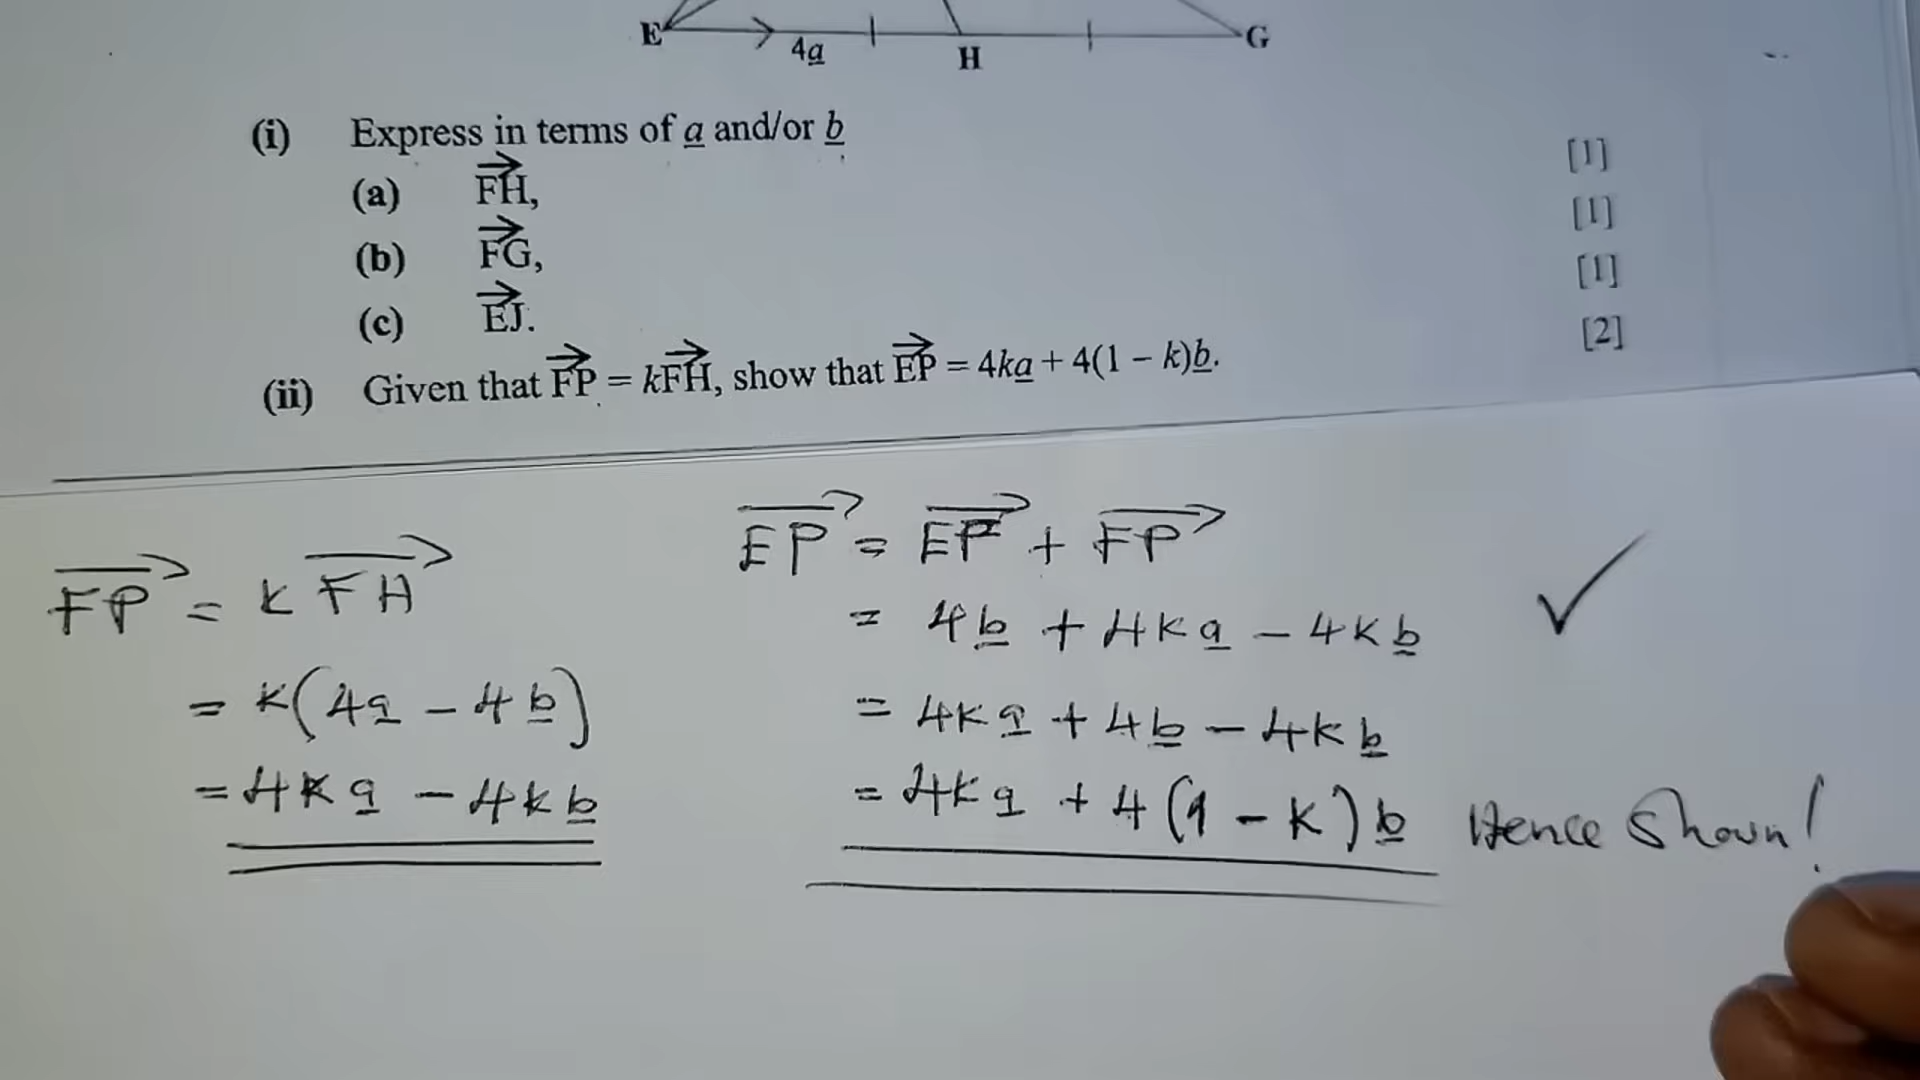 E 4a H G
(i) Express in terms of a and/or b
(a) FH, [1]
(b) FG, [1]
(c) EJ. [1]
(ii) Given that FP = kFH, show that EP = 4ka + 4(1 − k)b. [2]
FP = k FH
= k(4a − 4b)
= 4ka − 4kb
EP = EF + FP
= 4b + 4ka − 4kb
= 4ka + 4b − 4kb
= 4ka + 4(1 − k)b Hence Shown!